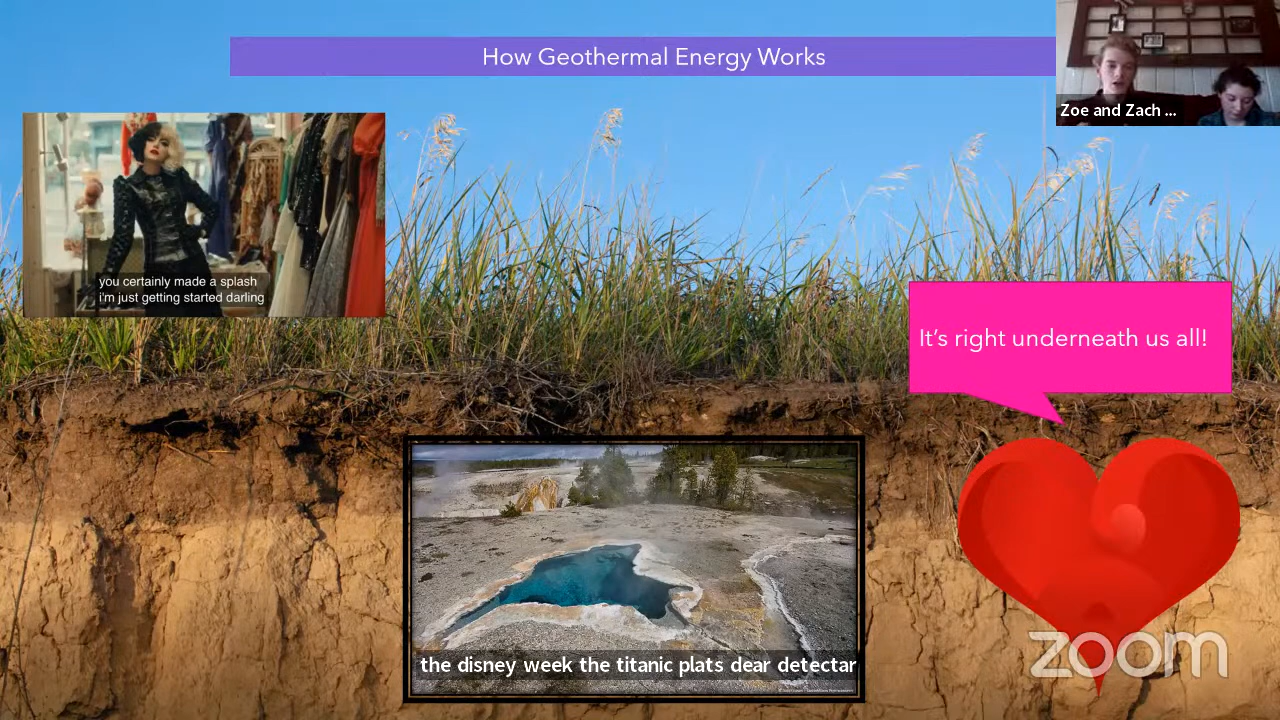 How Geothermal Energy Works
Zoe and Zach ...
you certainly made a splash
i'm just getting started darling
It's right underneath us all!
the disney week the titanic plats dear detectar
zoom